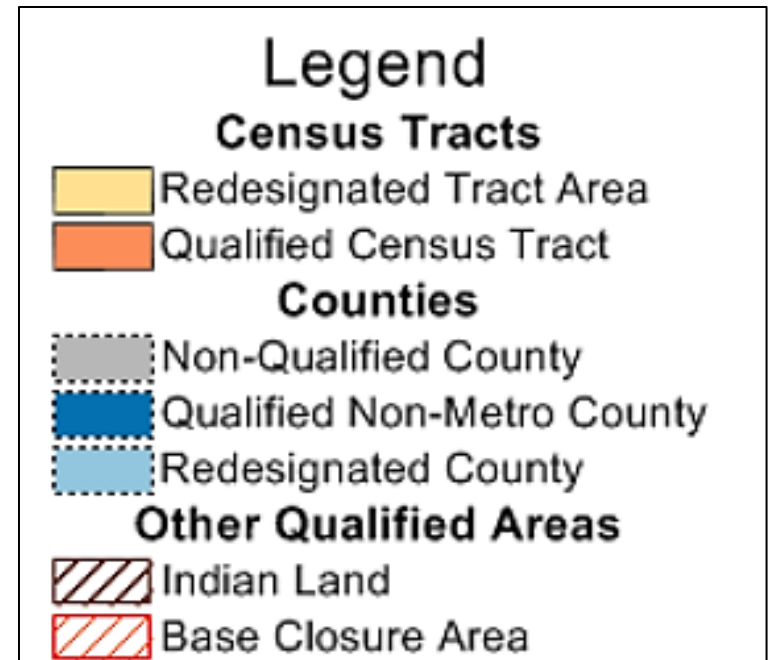 Legend
Census Tracts
Redesignated Tract Area
Qualified Census Tract
Counties
Non-Qualified County
Qualified Non-Metro County
Redesignated County
Other Qualified Areas
Indian Land
Base Closure Area